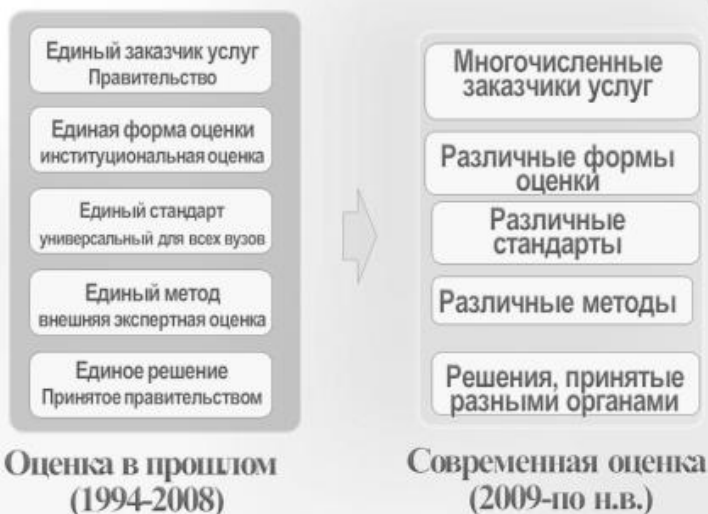 Единый заказчик услуг
Правительство
Единая форма оценки
институциональная оценка
Единый стандарт
универсальный для всех вузов
Единый метод
внешняя экспертная оценка
Единое решение
Принятое правительством
Оценка в прошлом
(1994-2008)
Многочисленные
заказчики услуг
Различные формы
оценки
Различные
стандарты
Различные методы
Решения, принятые
разными органами
Современная оценка
(2009-по н.в.)